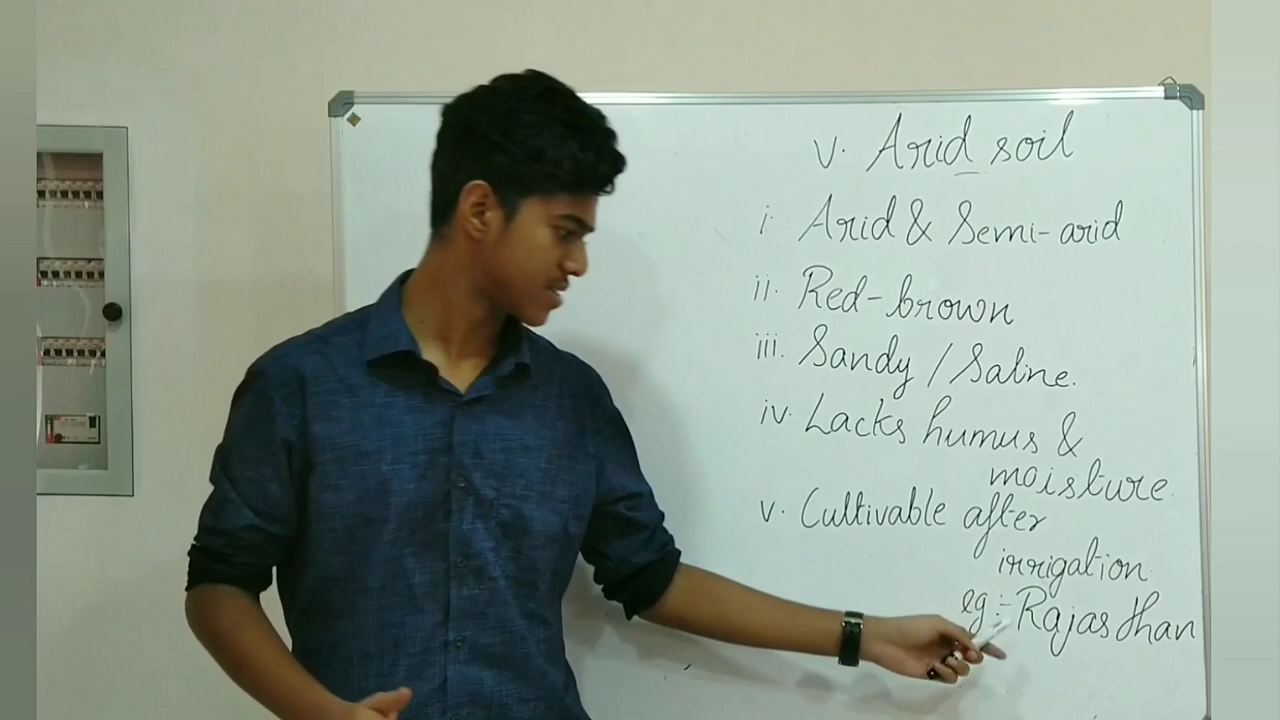 v. Arid soil
i. Arid & Semi-arid
ii. Red-brown
iii. Sandy / Saline.
iv. Lacks humus &
moisture.
v. Cultivable after
irrigation.
eg:- Rajasthan